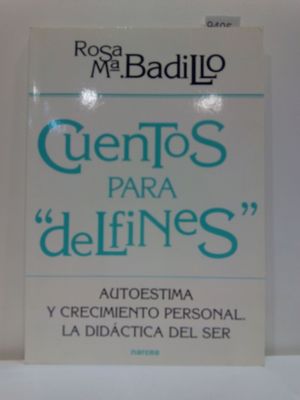 Rosa
Mª. Badillo
Cuentos
para
"delfines"
AUTOESTIMA
Y CRECIMIENTO PERSONAL.
LA DIDÁCTICA DEL SER
narcea